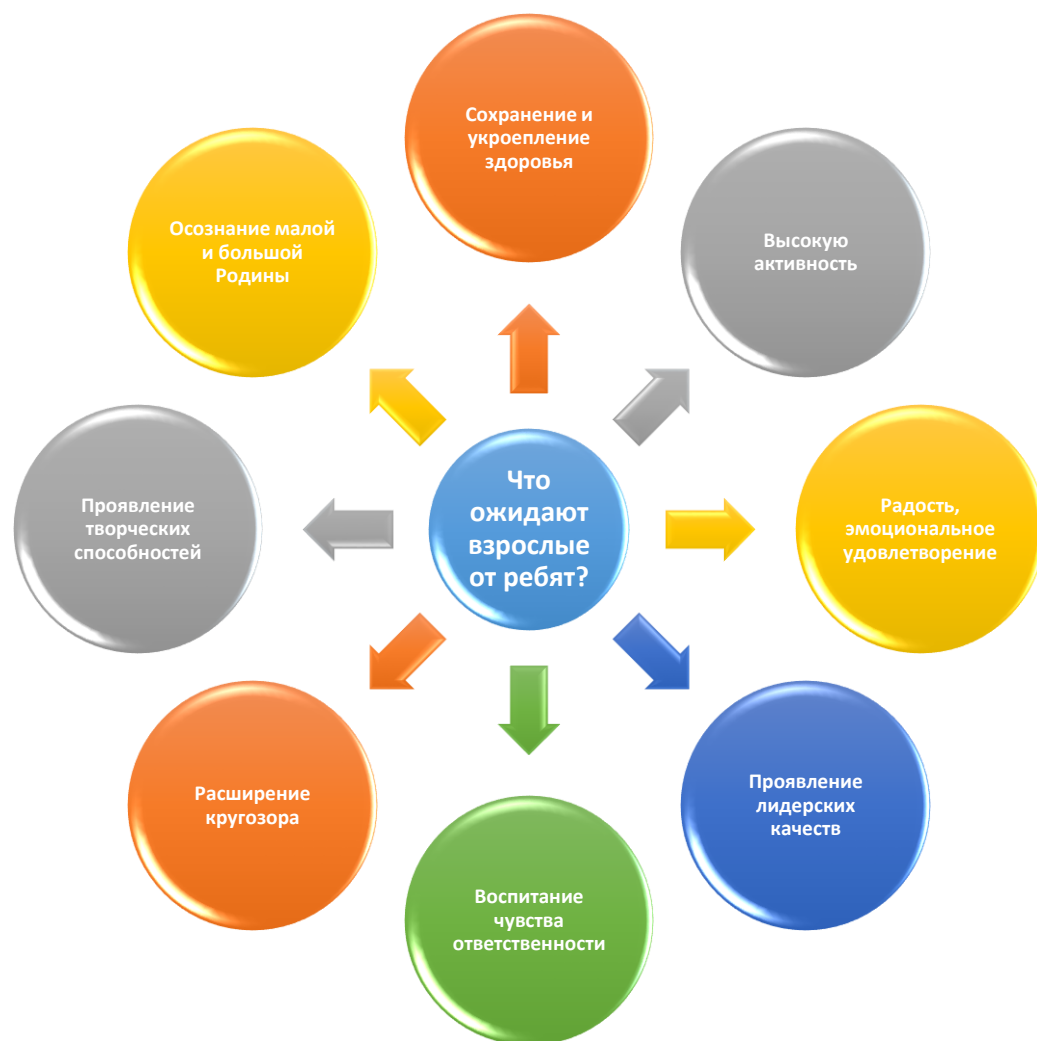 Сохранение и
укроепление
здоровья
Высокую
активность
Радость,
эмоциональное
удовлетворение
Проявление
лидерских
качеств
Воспитание
чувства
ответственности
Расширение
кругозора
Проявление
творческих
способностей
Осознание малой
и большой
Родины
Что
ожидают
взрослые
от ребят?